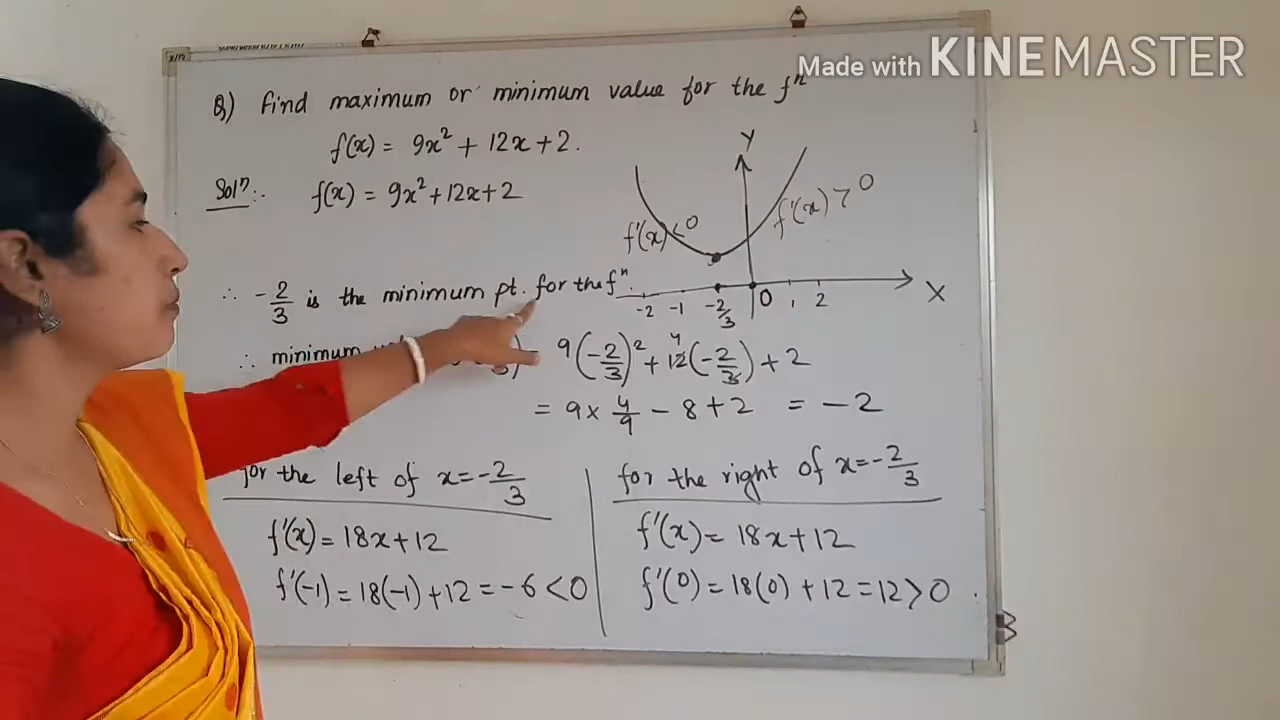 Made with KINEMASTER
Q) Find maximum or minimum value for the fⁿ
f(x) = 9x² + 12x + 2.
Solⁿ:- f(x) = 9x² + 12x + 2
∴ -2/3 is the minimum pt. for the fⁿ.
∴ minimum = 9(-2/3)² + 12(-2/3) + 2
= 9 × 4/9 - 8 + 2 = -2
Y
f'(x) < 0
f'(x) > 0
-2 -1 -2/3 0 1 2 X
for the left of x = -2/3
f'(x) = 18x + 12
f'(-1) = 18(-1) + 12 = -6 < 0
for the right of x = -2/3
f'(x) = 18x + 12
f'(0) = 18(0) + 12 = 12 > 0